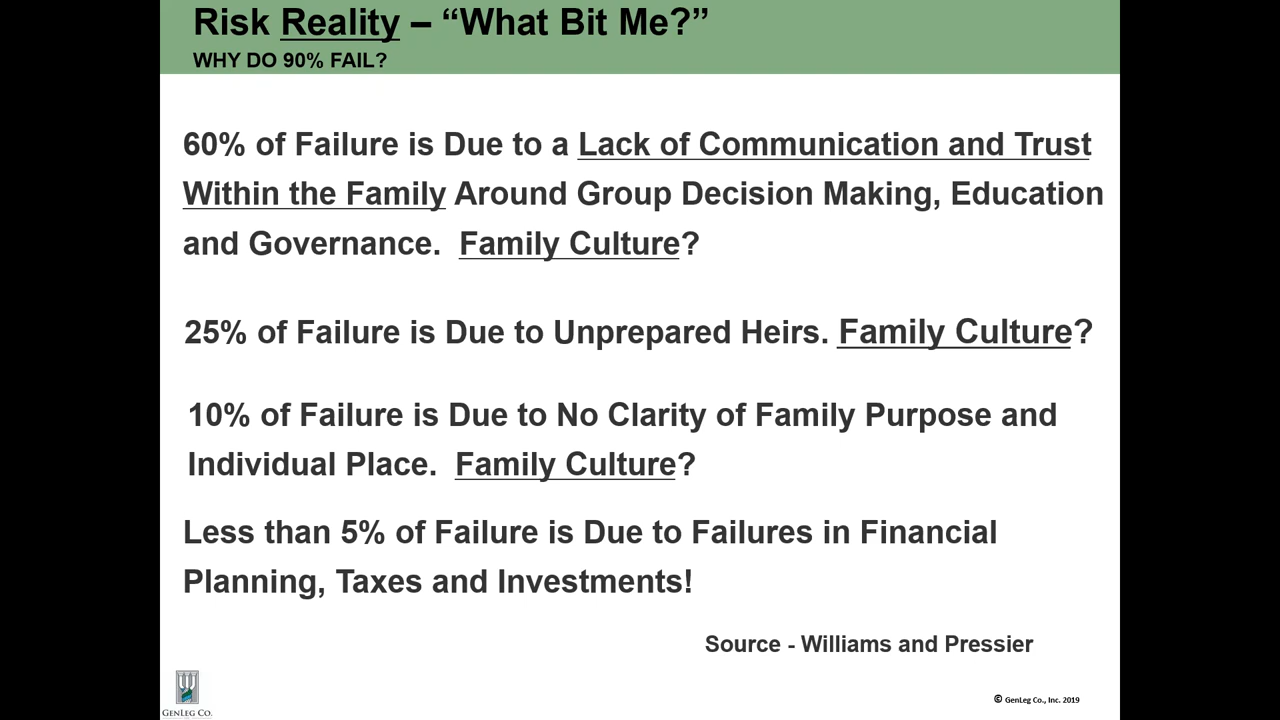 Risk Reality – “What Bit Me?”
WHY DO 90% FAIL?
60% of Failure is Due to a Lack of Communication and Trust
Within the Family Around Group Decision Making, Education
and Governance. Family Culture?
25% of Failure is Due to Unprepared Heirs. Family Culture?
10% of Failure is Due to No Clarity of Family Purpose and
Individual Place. Family Culture?
Less than 5% of Failure is Due to Failures in Financial
Planning, Taxes and Investments!
Source - Williams and Pressier
GENLEG CO.
© GenLeg Co., Inc. 2019